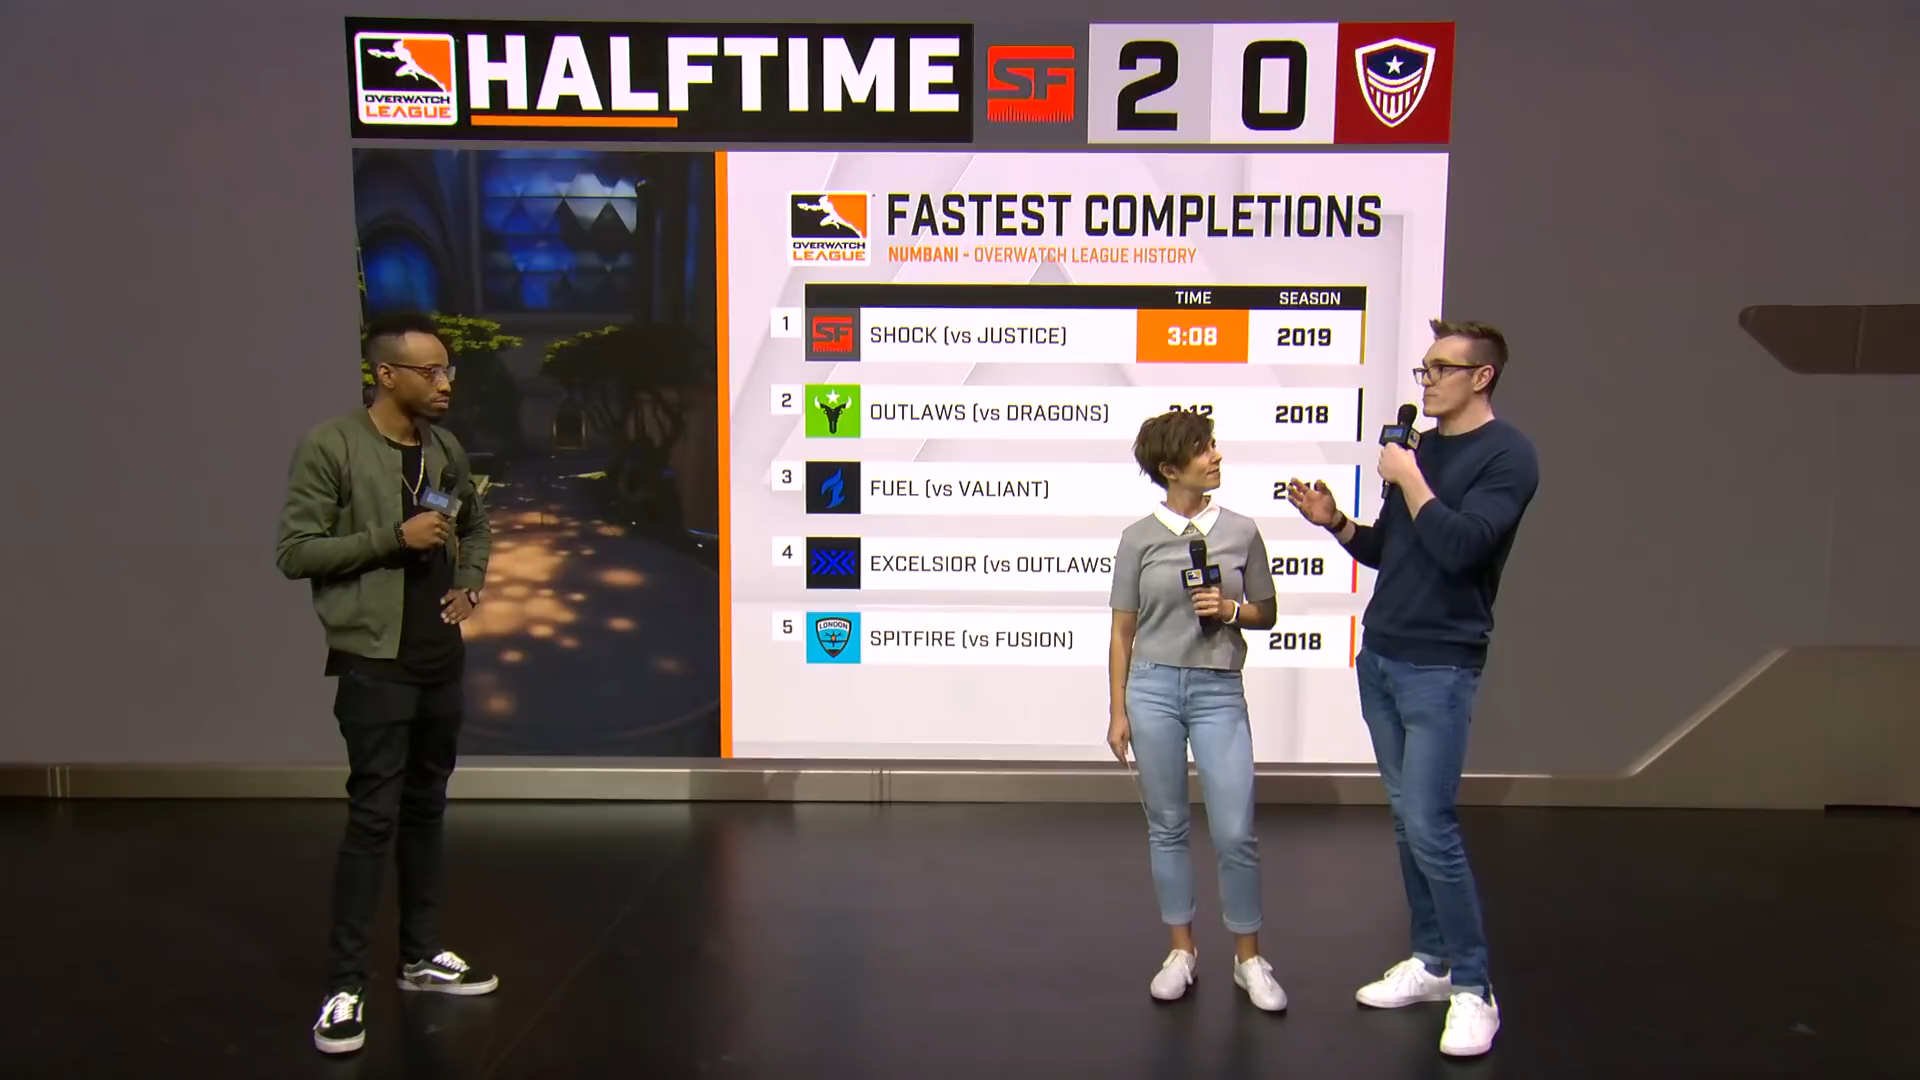 OVERWATCH
LEAGUE
HALFTIME
SF
2 0
OVERWATCH
LEAGUE
FASTEST COMPLETIONS
NUMBANI - OVERWATCH LEAGUE HISTORY
TIME SEASON
1 SF SHOCK (vs JUSTICE) 3:08 2019
2 OUTLAWS (vs DRAGONS) 2018
3 FUEL (vs VALIANT)
4 EXCELSIOR (vs OUTLAWS 2018
5 LONDON SPITFIRE (vs FUSION) 2018